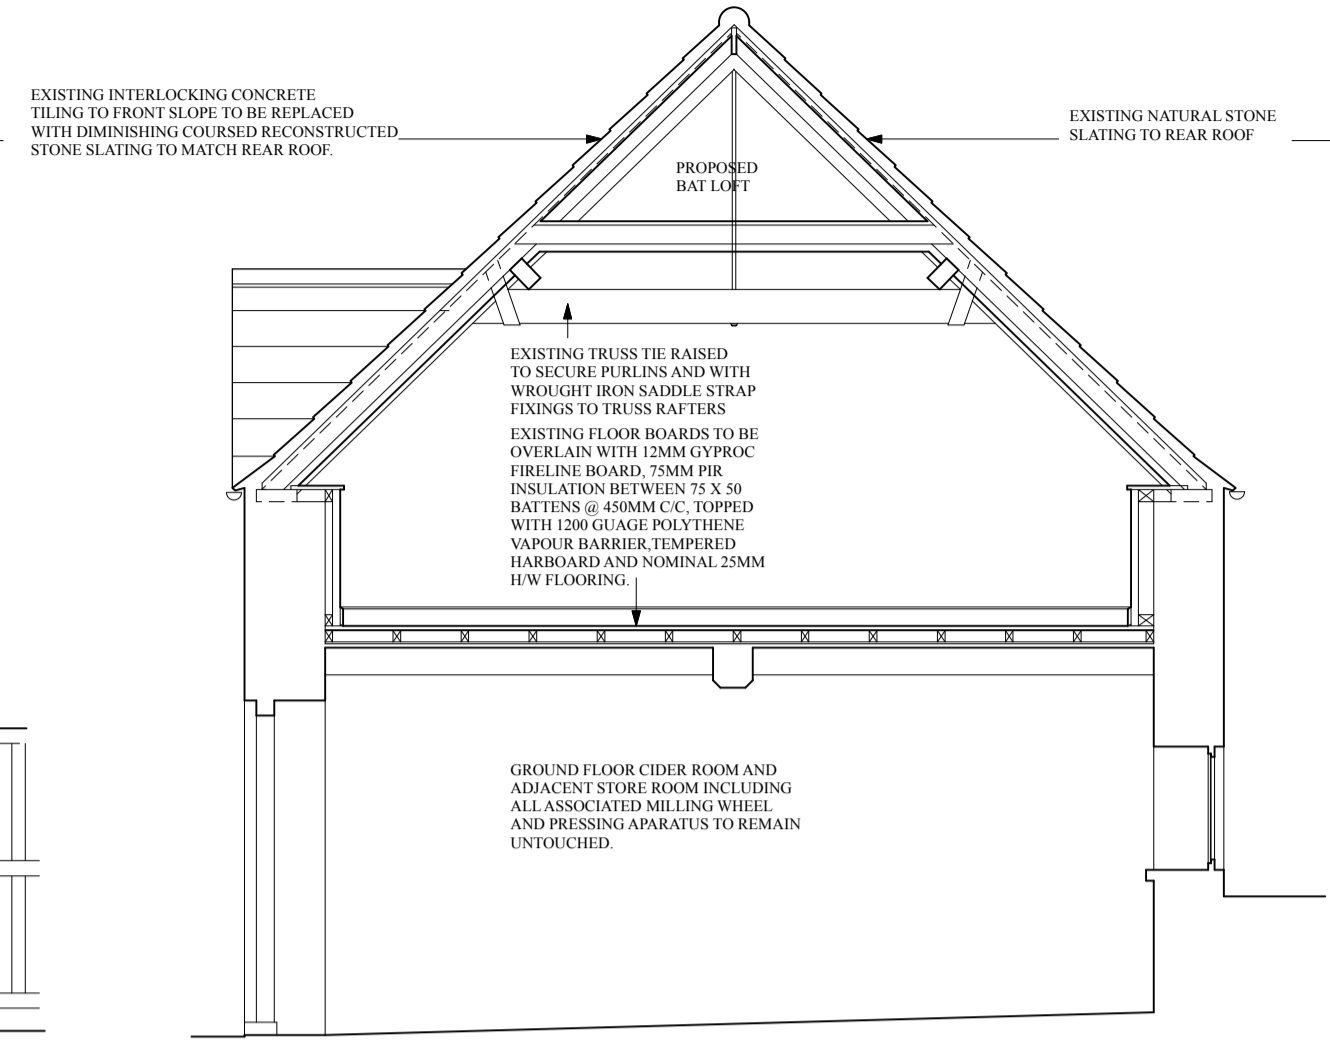 EXISTING INTERLOCKING CONCRETE
TILING TO FRONT SLOPE TO BE REPLACED
WITH DIMINISHING COURSED RECONSTRUCTED
STONE SLATING TO MATCH REAR ROOF.
EXISTING NATURAL STONE
SLATING TO REAR ROOF
PROPOSED
BAT LOFT
EXISTING TRUSS TIE RAISED
TO SECURE PURLINS AND WITH
WROUGHT IRON SADDLE STRAP
FIXINGS TO TRUSS RAFTERS
EXISTING FLOOR BOARDS TO BE
OVERLAIN WITH 12MM GYPROC
FIRELINE BOARD, 75MM PIR
INSULATION BETWEEN 75 X 50
BATTENS @ 450MM C/C, TOPPED
WITH 1200 GUAGE POLYTHENE
VAPOUR BARRIER,TEMPERED
HARBOARD AND NOMINAL 25MM
H/W FLOORING.
GROUND FLOOR CIDER ROOM AND
ADJACENT STORE ROOM INCLUDING
ALL ASSOCIATED MILLING WHEEL
AND PRESSING APARATUS TO REMAIN
UNTOUCHED.